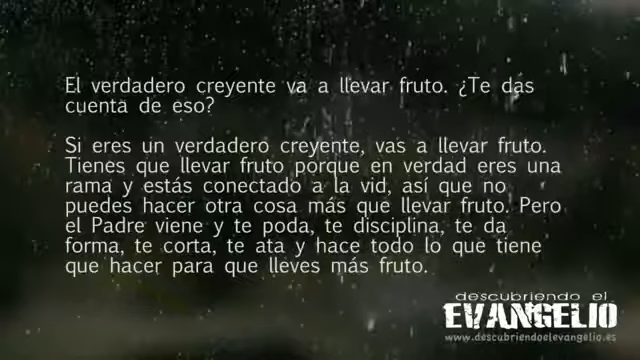 El verdadero creyente va a llevar fruto. ¿Te das
cuenta de eso?
Si eres un verdadero creyente, vas a llevar fruto.
Tienes que llevar fruto porque en verdad eres una
rama y estás conectado a la vid, así que no
puedes hacer otra cosa más que llevar fruto. Pero
el Padre viene y te poda, te disciplina, te da
forma, te corta, te ata y hace todo lo que tiene
que hacer para que lleves más fruto.
descubriendo el
EVANGELIO
www.descubriendoelevangelio.es